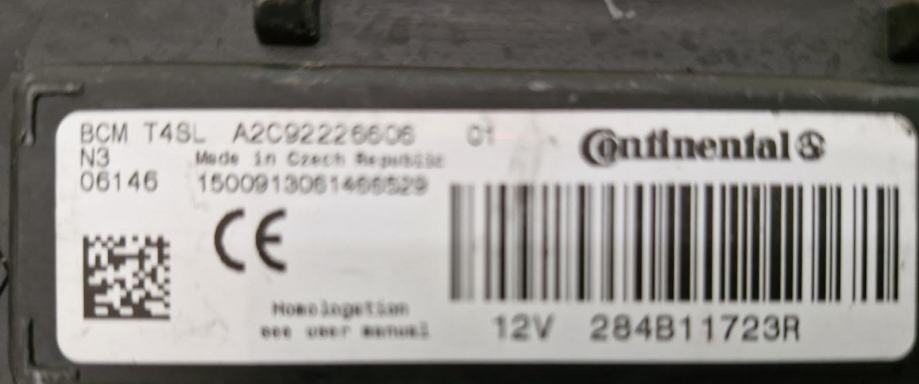 BCM T4SL A2C92226606 01
Continental
N3 Made in Czech Republic
06146 1500913061466529
CE
Homologation
see user manual
12V 284B11723R